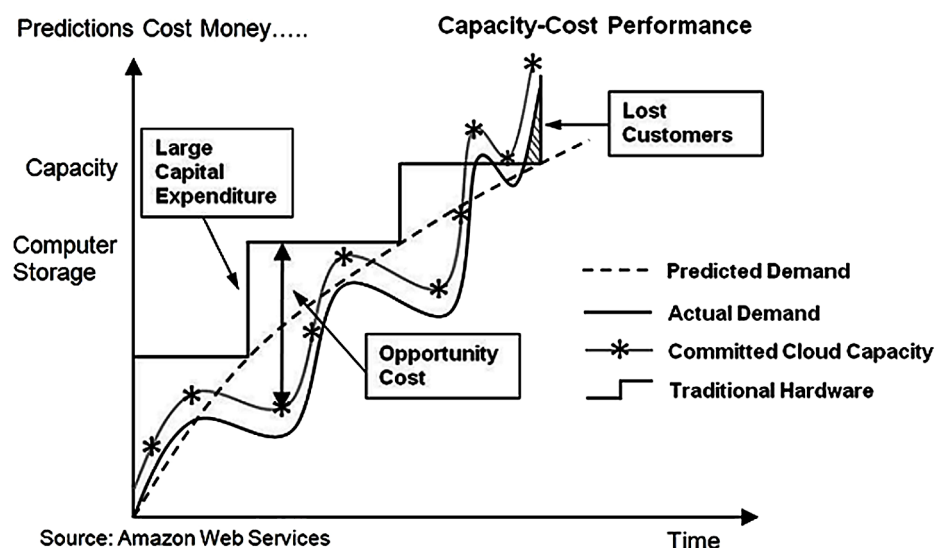 Predictions Cost Money.....
Capacity-Cost Performance
Large
Capital
Expenditure
Lost
Customers
Capacity
Computer
Storage
Opportunity
Cost
Predicted Demand
Actual Demand
Committed Cloud Capacity
Traditional Hardware
Source: Amazon Web Services
Time